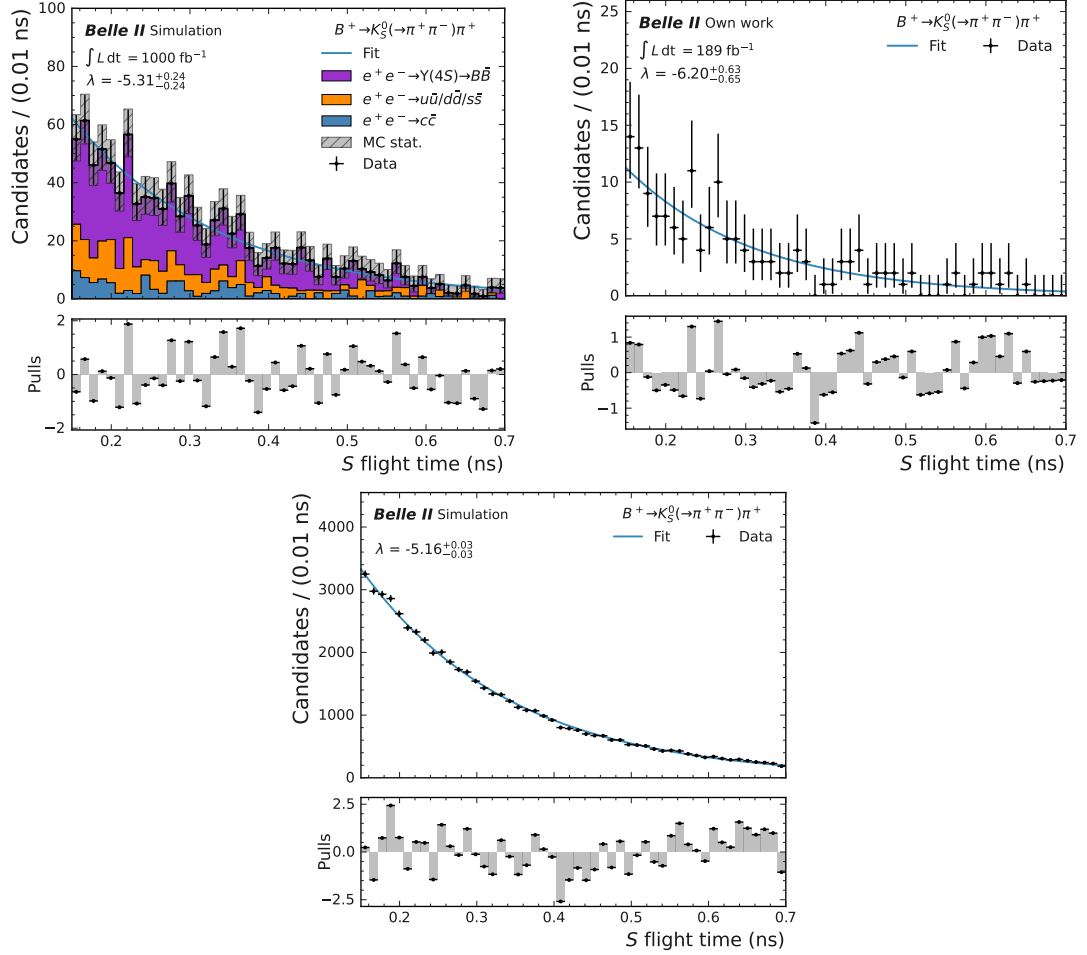 Belle II Simulation
B⁺→K_S⁰(→π⁺π⁻)π⁺
∫ L dt = 1000 fb⁻¹
λ = -5.31^{+0.24}_{-0.24}
Fit
e⁺e⁻→Υ(4S)→BB̄
e⁺e⁻→uū/dd̄/ss̄
e⁺e⁻→cc̄
MC stat.
Data
Candidates / (0.01 ns)
100
80
60
40
20
0
Pulls
2
0
−2
0.2 0.3 0.4 0.5 0.6 0.7
S flight time (ns)
Belle II Own work
B⁺→K_S⁰(→π⁺π⁻)π⁺
∫ L dt = 189 fb⁻¹
Fit Data
λ = -6.20^{+0.63}_{-0.65}
Candidates / (0.01 ns)
25
20
15
10
5
0
Pulls
1
0
−1
0.2 0.3 0.4 0.5 0.6 0.7
S flight time (ns)
Belle II Simulation
B⁺→K_S⁰(→π⁺π⁻)π⁺
Fit Data
λ = -5.16^{+0.03}_{-0.03}
Candidates / (0.01 ns)
4000
3000
2000
1000
0
Pulls
2.5
0.0
−2.5
0.2 0.3 0.4 0.5 0.6 0.7
S flight time (ns)